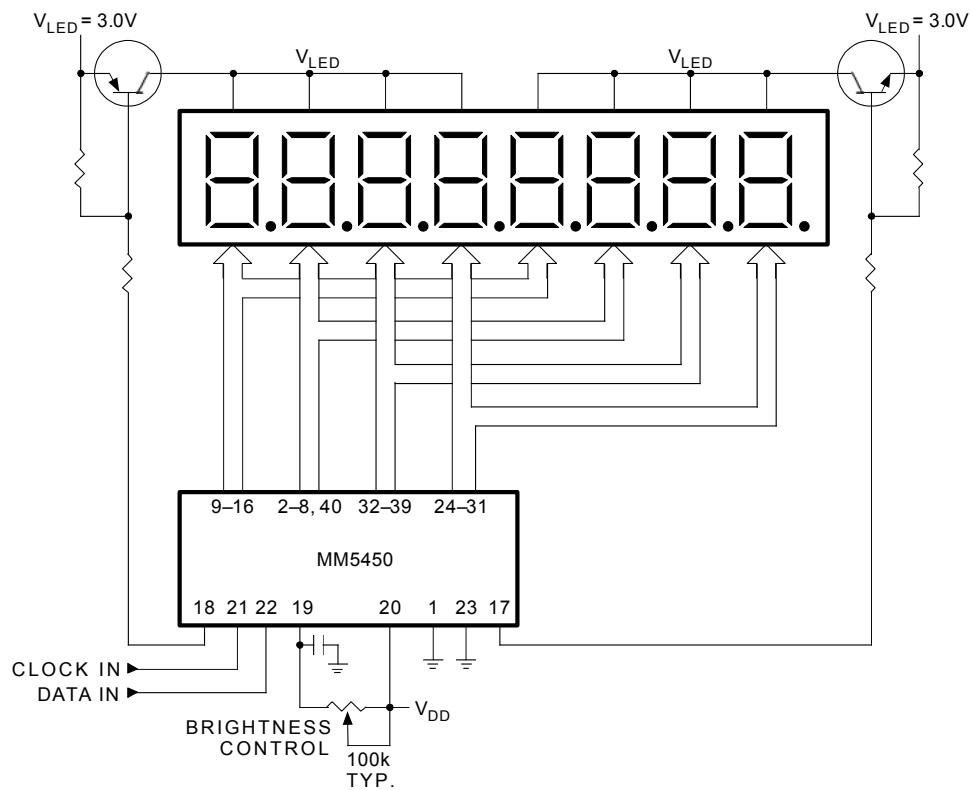 V_LED = 3.0V
V_LED = 3.0V
V_LED
V_LED
9–16
2–8, 40
32–39
24–31
MM5450
18
21
22
19
20
1
23
17
CLOCK IN
DATA IN
V_DD
BRIGHTNESS
CONTROL
100k
TYP.